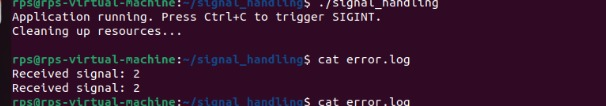 rps@rps-virtual-machine:~/signal_handling$ ./signal_handling
Application running. Press Ctrl+C to trigger SIGINT.
Cleaning up resources...
rps@rps-virtual-machine:~/signal_handling$ cat error.log
Received signal: 2
Received signal: 2
rps@rps-virtual-machine:~/signal_handling$ cat error.log